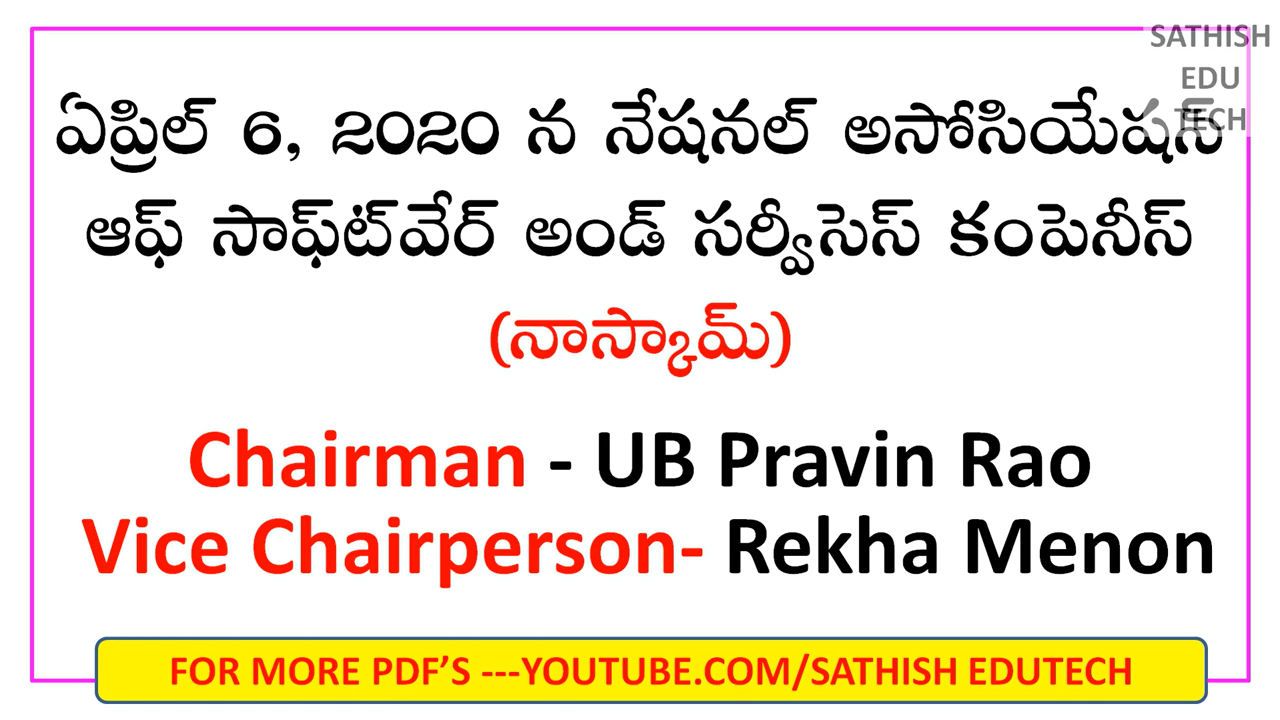 SATHISH
EDU
TECH
ఏప్రిల్ 6, 2020 న నేషనల్ అసోసియేషన్
ఆఫ్ సాఫ్ట్‌వేర్ అండ్ సర్వీసెస్ కంపెనీస్
(నాస్కామ్)
Chairman - UB Pravin Rao
Vice Chairperson- Rekha Menon
FOR MORE PDF’S ---YOUTUBE.COM/SATHISH EDUTECH